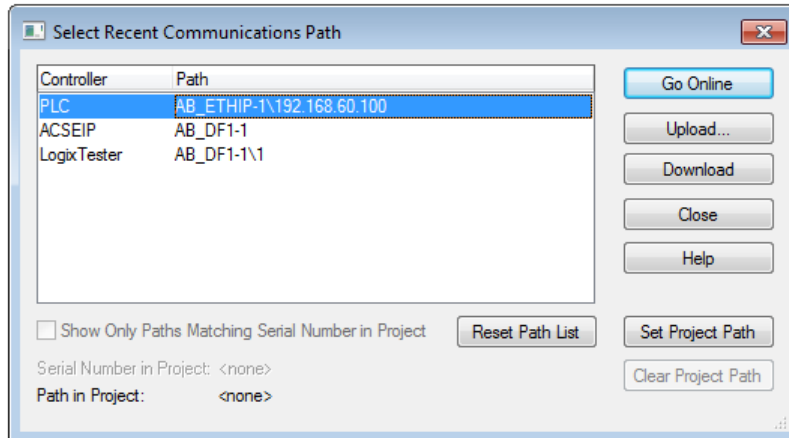 Select Recent Communications Path
Controller Path
PLC AB_ETHIP-1\192.168.60.100
ACSEIP AB_DF1-1
LogixTester AB_DF1-1\1
Go Online
Upload...
Download
Close
Help
Show Only Paths Matching Serial Number in Project
Reset Path List
Set Project Path
Serial Number in Project: <none>
Clear Project Path
Path in Project: <none>